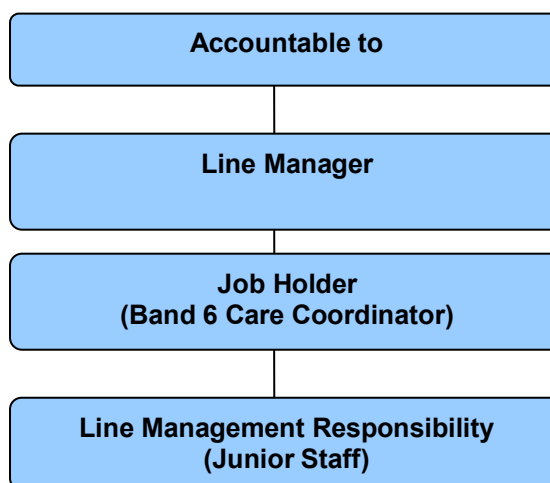 Accountable to
Line Manager
Job Holder
(Band 6 Care Coordinator)
Line Management Responsibility
(Junior Staff)